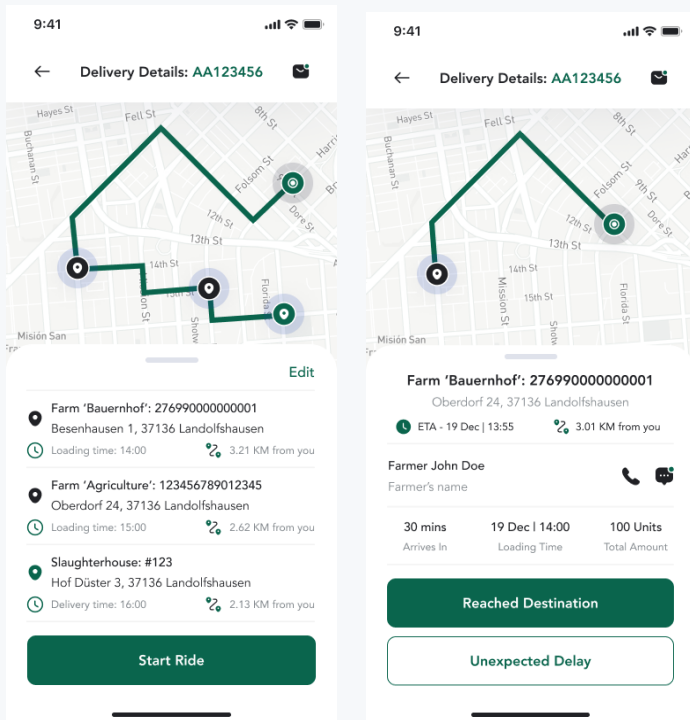 9:41
Delivery Details: AA123456
Hayes St
Fell St
8th St
Buchanan St
Folsom St
12th St
Dore St
13th St
14th St
15th St
Florida St
Misión San
Edit
Farm ‘Bauernhof’: 276990000000001
Besenhausen 1, 37136 Landolfshausen
Loading time: 14:00
3.21 KM from you
Farm ‘Agriculture’: 123456789012345
Oberdorf 24, 37136 Landolfshausen
Loading time: 15:00
2.62 KM from you
Slaughterhouse: #123
Hof Düster 3, 37136 Landolfshausen
Delivery time: 16:00
2.13 KM from you
Start Ride
9:41
Delivery Details: AA123456
Hayes St
Fell St
8th St
Buchanan St
Folsom St
9th St
12th St
Dore St
13th St
14th St
Mission St
15th St
Florida St
Misión San
Farm ‘Bauernhof’: 276990000000001
Oberdorf 24, 37136 Landolfshausen
ETA - 19 Dec | 13:55
3.01 KM from you
Farmer John Doe
Farmer’s name
30 mins
19 Dec | 14:00
100 Units
Arrives In
Loading Time
Total Amount
Reached Destination
Unexpected Delay